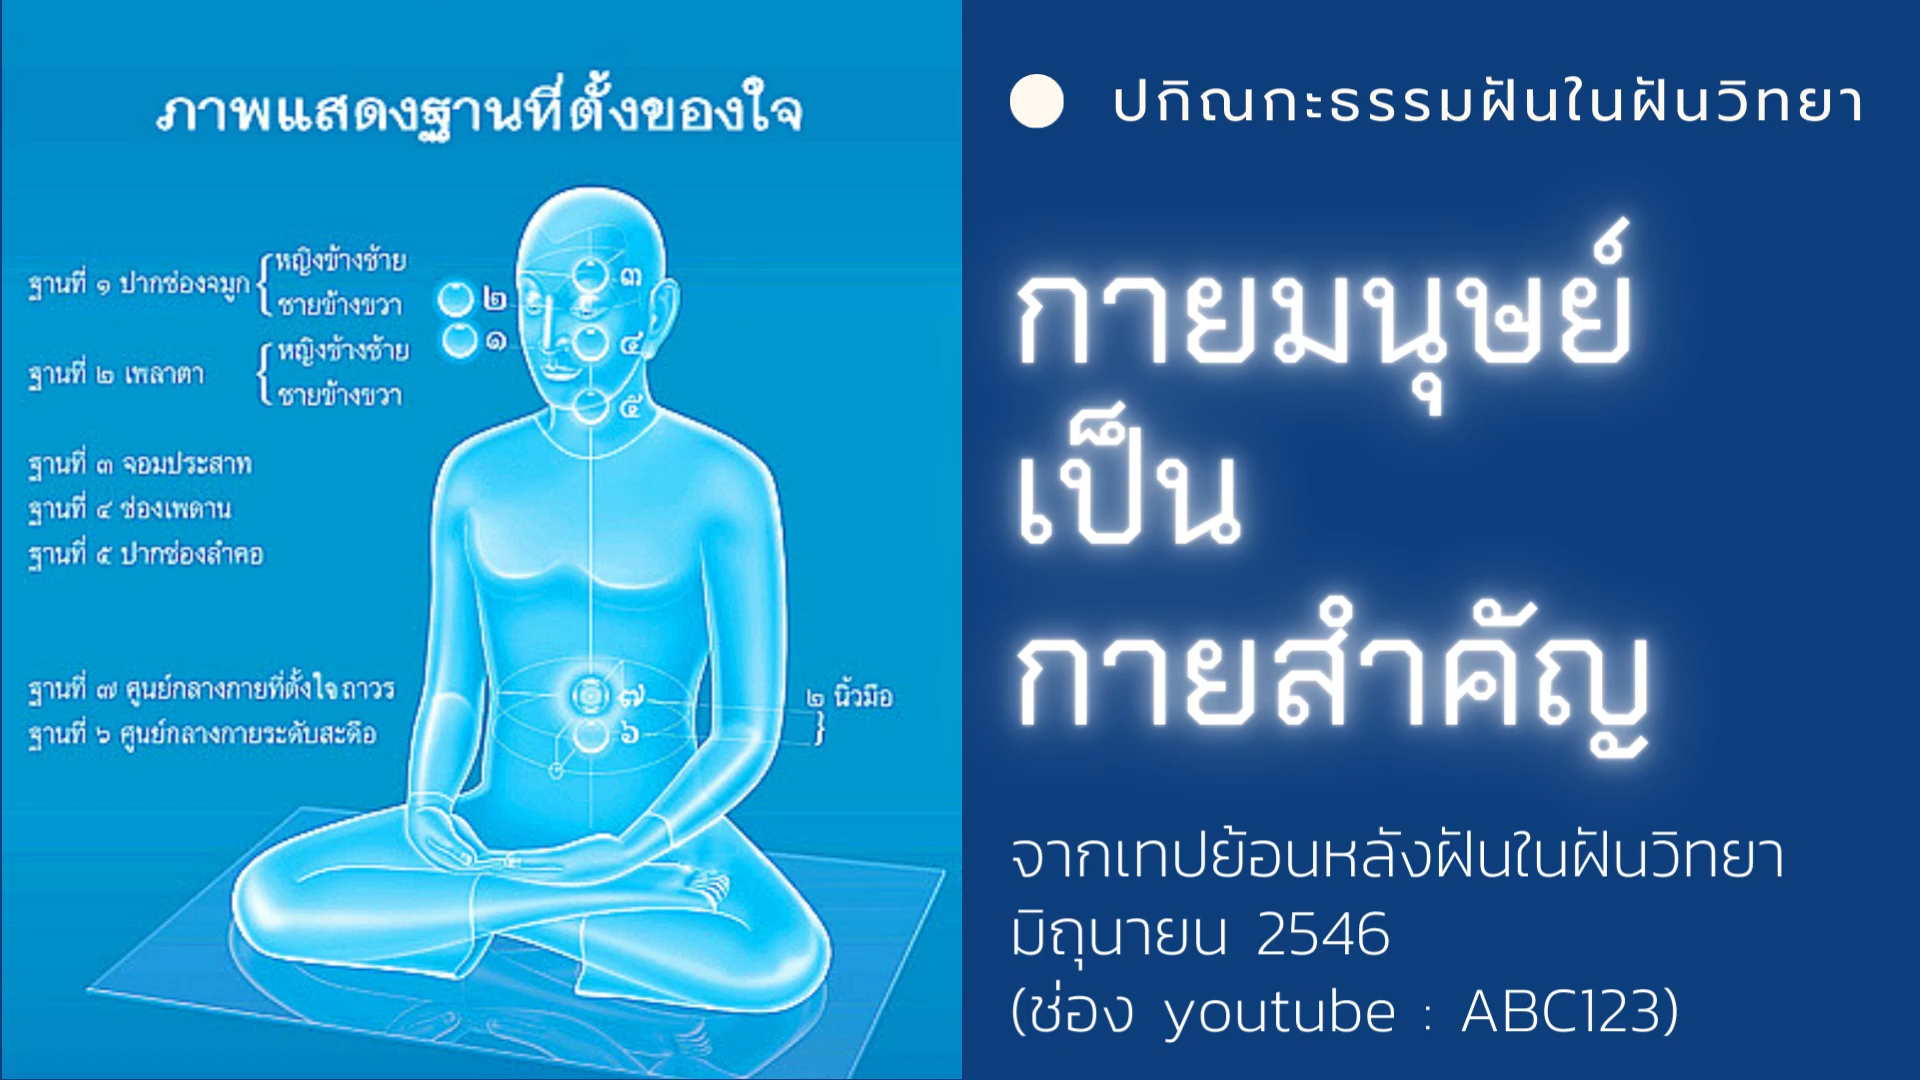 ภาพแสดงฐานที่ตั้งของใจ
ฐานที่ ๑ ปากช่องจมูก
หญิงข้างซ้าย
ชายข้างขวา
ฐานที่ ๒ เพลาตา
หญิงข้างซ้าย
ชายข้างขวา
ฐานที่ ๓ จอมประสาท
ฐานที่ ๔ ช่องเพดาน
ฐานที่ ๕ ปากช่องลำคอ
ฐานที่ ๗ ศูนย์กลางกายที่ตั้งใจถาวร
ฐานที่ ๖ ศูนย์กลางกายระดับสะดือ
๓
๒
๑
๔
๕
๗
๖
๒ นิ้วมือ
ปกิณกะธรรมฝันในฝันวิทยา
กายมนุษย์
เป็น
กายสำคัญ
จากเทปย้อนหลังฝันในฝันวิทยา
มิถุนายน 2546
(ช่อง youtube : ABC123)